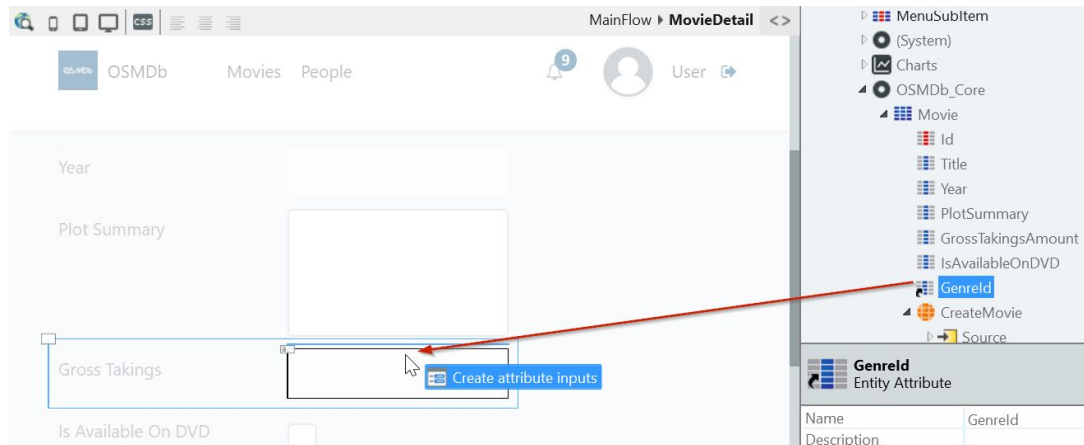 css
MainFlow MovieDetail <>
OSMDb OSMDb Movies People 9 User
Year
Plot Summary
Gross Takings
Create attribute inputs
Is Available On DVD
MenuSubItem
(System)
Charts
OSMDb_Core
Movie
Id
Title
Year
PlotSummary
GrossTakingsAmount
IsAvailableOnDVD
GenreId
CreateMovie
Source
GenreId
Entity Attribute
Name GenreId
Description